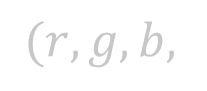 (r, g, b,